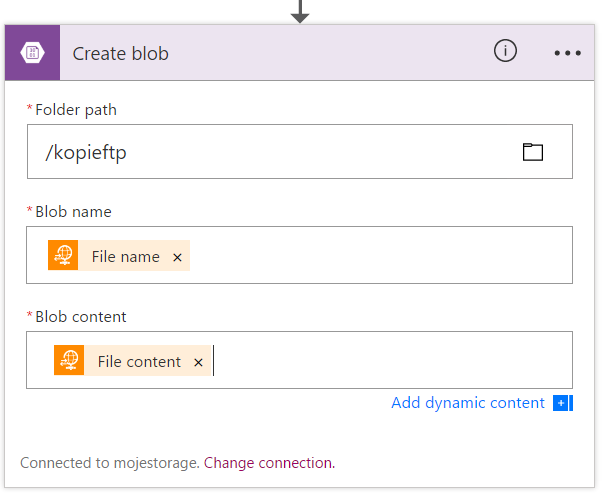 Create blob
*Folder path
/kopieftp
*Blob name
File name ×
*Blob content
File content ×
Add dynamic content
Connected to mojestorage. Change connection.